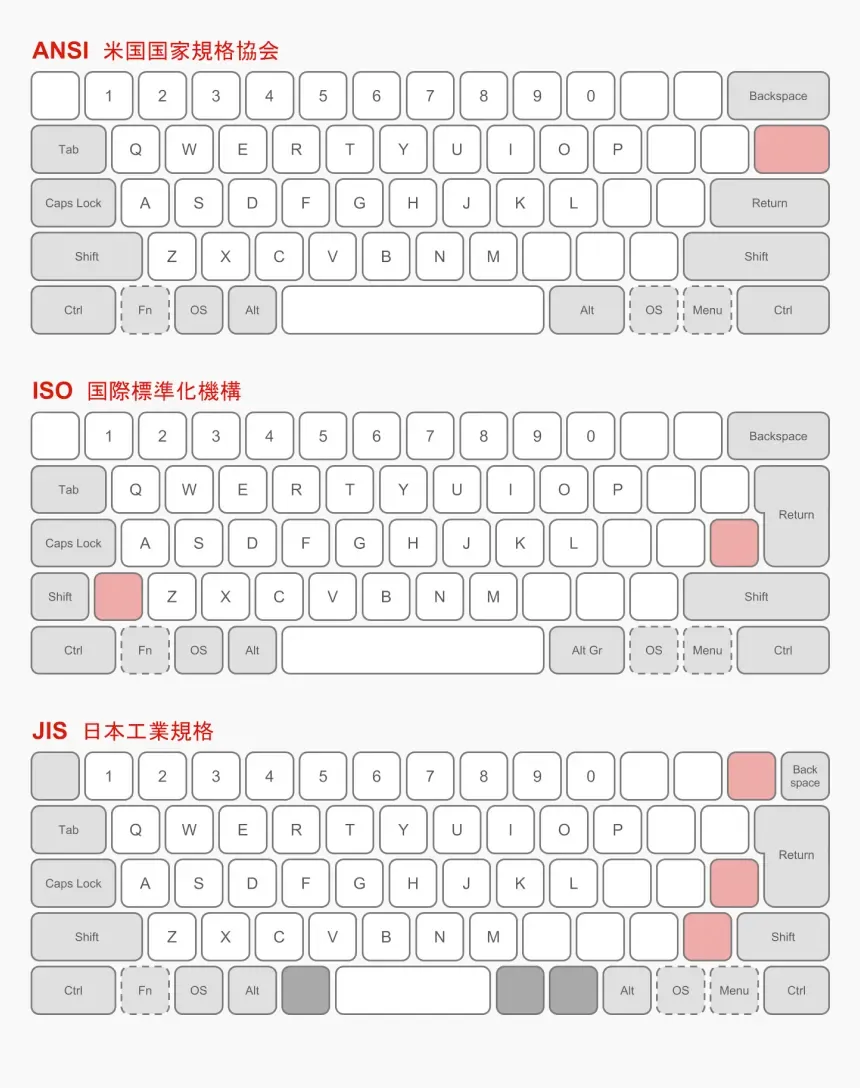 ANSI 米国国家規格協会
1 2 3 4 5 6 7 8 9 0 Backspace
Tab Q W E R T Y U I O P
Caps Lock A S D F G H J K L Return
Shift Z X C V B N M Shift
Ctrl Fn OS Alt Alt OS Menu Ctrl
ISO 国際標準化機構
1 2 3 4 5 6 7 8 9 0 Backspace
Tab Q W E R T Y U I O P
Return
Caps Lock A S D F G H J K L
Shift Z X C V B N M Shift
Ctrl Fn OS Alt Alt Gr OS Menu Ctrl
JIS 日本工業規格
1 2 3 4 5 6 7 8 9 0 Back
space
Tab Q W E R T Y U I O P
Return
Caps Lock A S D F G H J K L
Shift Z X C V B N M Shift
Ctrl Fn OS Alt Alt OS Menu Ctrl